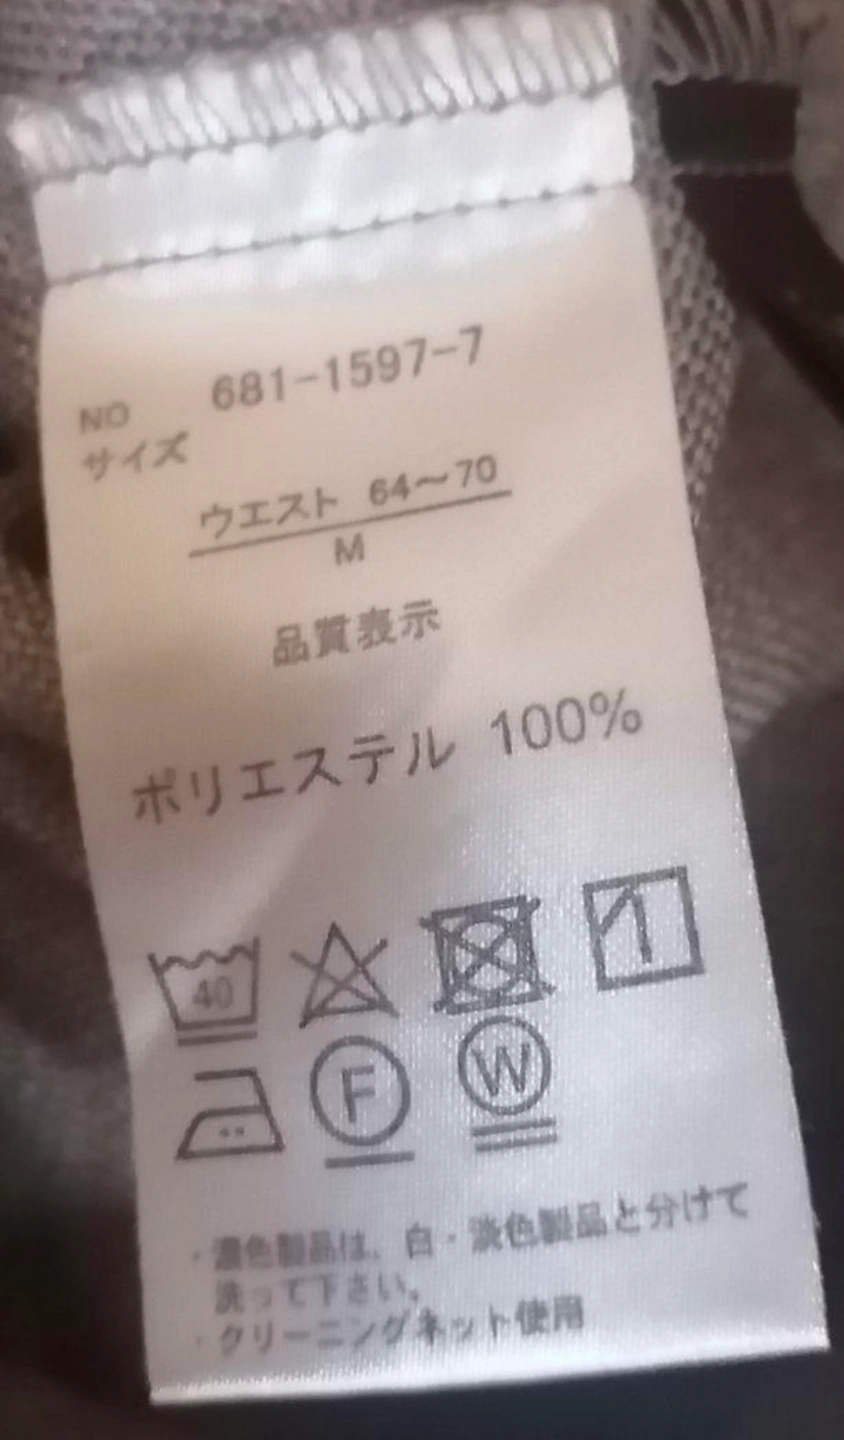 NO 681-1597-7
サイズ
ウエスト 64～70
M
品質表示
ポリエステル 100%
40
F W
・濃色製品は、白・淡色製品と分けて
洗って下さい。
・クリーニングネット使用